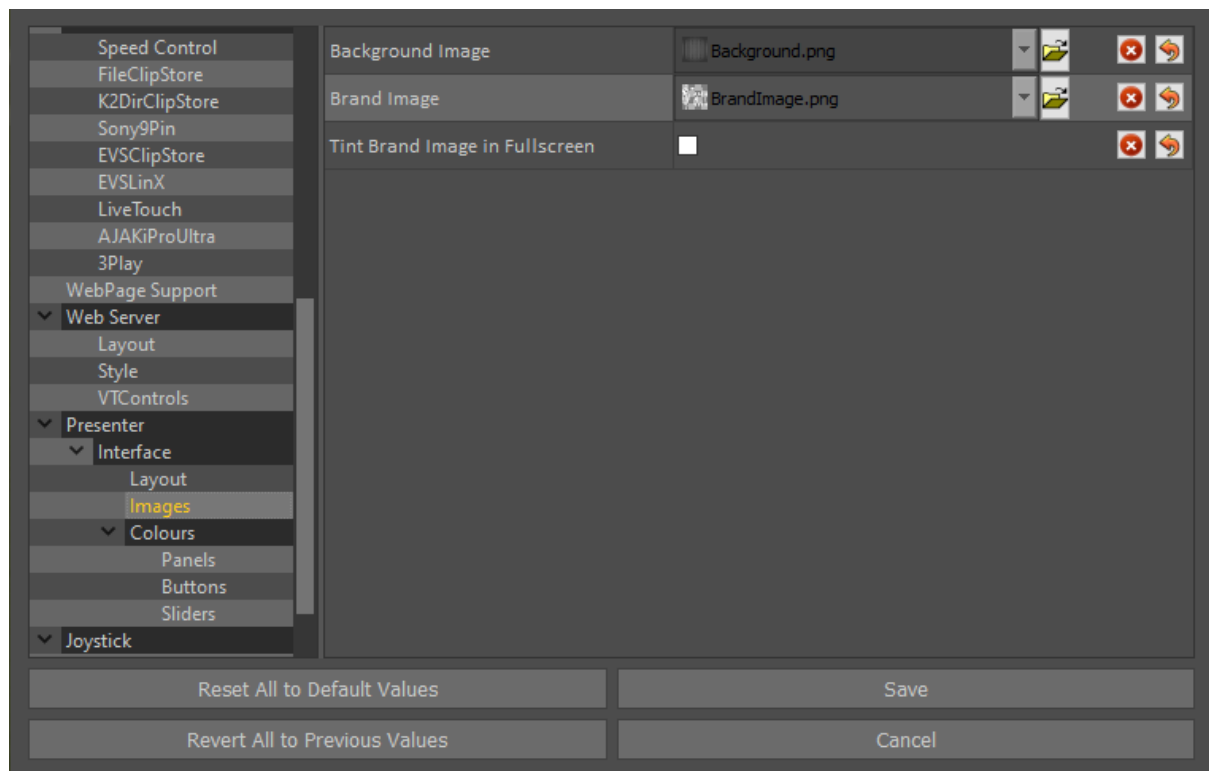 Speed Control
FileClipStore
K2DirClipStore
Sony9Pin
EVSClipStore
EVSLinX
LiveTouch
AJAKiProUltra
3Play
WebPage Support
Web Server
Layout
Style
VTControls
Presenter
Interface
Layout
Images
Colours
Panels
Buttons
Sliders
Joystick
Background Image
Background.png
Brand Image
BrandImage.png
Tint Brand Image in Fullscreen
Reset All to Default Values
Save
Revert All to Previous Values
Cancel